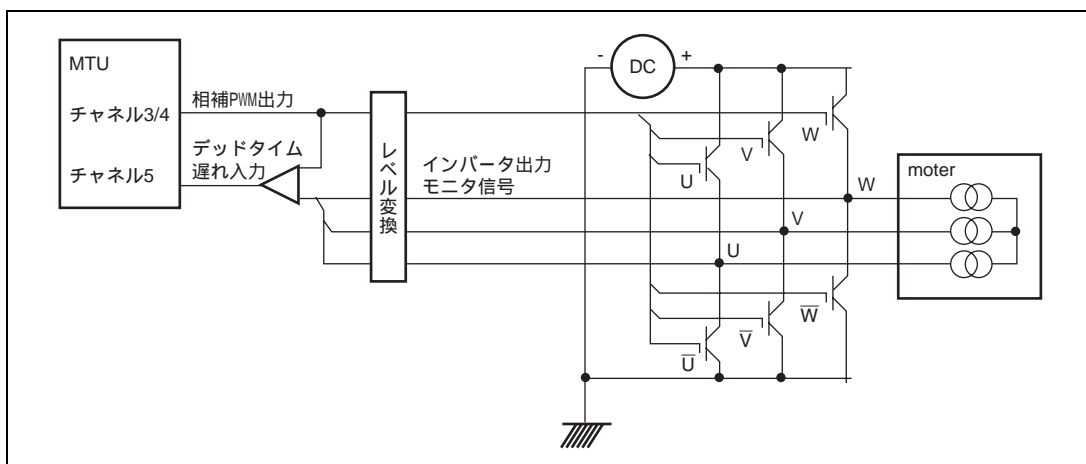 MTU
チャネル3/4
チャネル5
相補PWM出力
デッドタイム
遅れ入力
レベル変換
インバータ出力
モニタ信号
-
DC
+
W
V
U
W
V
U
W̅
V̅
U̅
moter